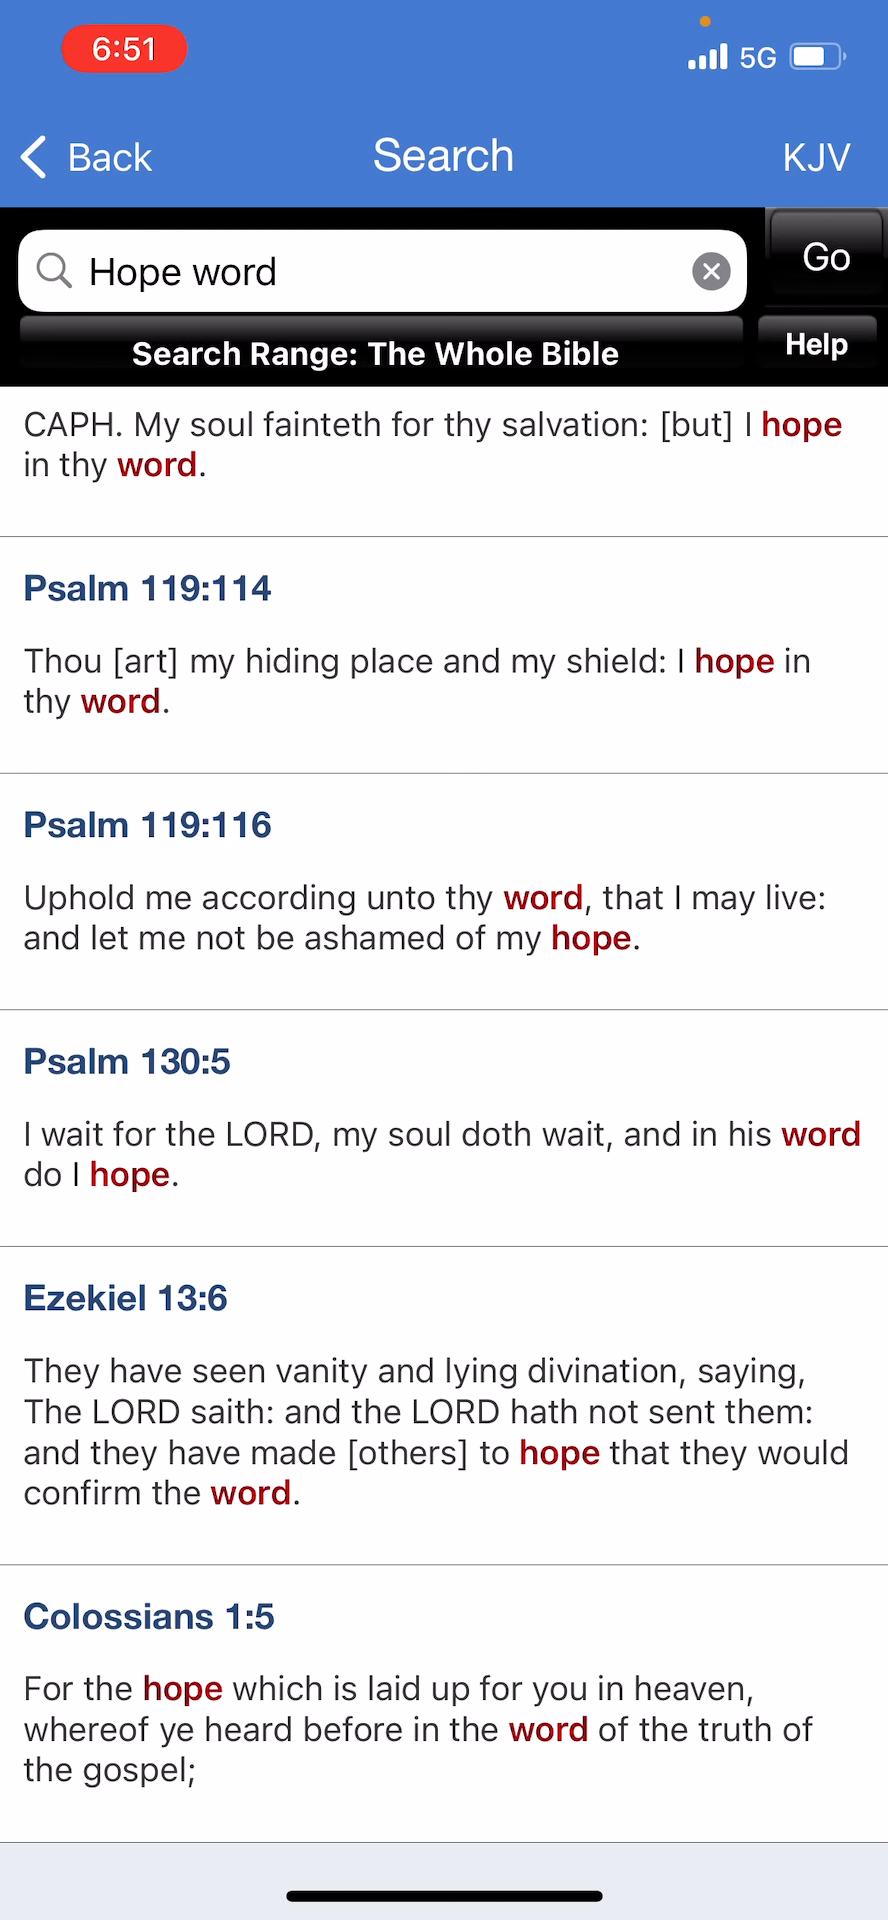 6:51
5G
Back
Search
KJV
Hope word
Go
Search Range: The Whole Bible
Help
CAPH. My soul fainteth for thy salvation: [but] I hope
in thy word.
Psalm 119:114
Thou [art] my hiding place and my shield: I hope in
thy word.
Psalm 119:116
Uphold me according unto thy word, that I may live:
and let me not be ashamed of my hope.
Psalm 130:5
I wait for the LORD, my soul doth wait, and in his word
do I hope.
Ezekiel 13:6
They have seen vanity and lying divination, saying,
The LORD saith: and the LORD hath not sent them:
and they have made [others] to hope that they would
confirm the word.
Colossians 1:5
For the hope which is laid up for you in heaven,
whereof ye heard before in the word of the truth of
the gospel;